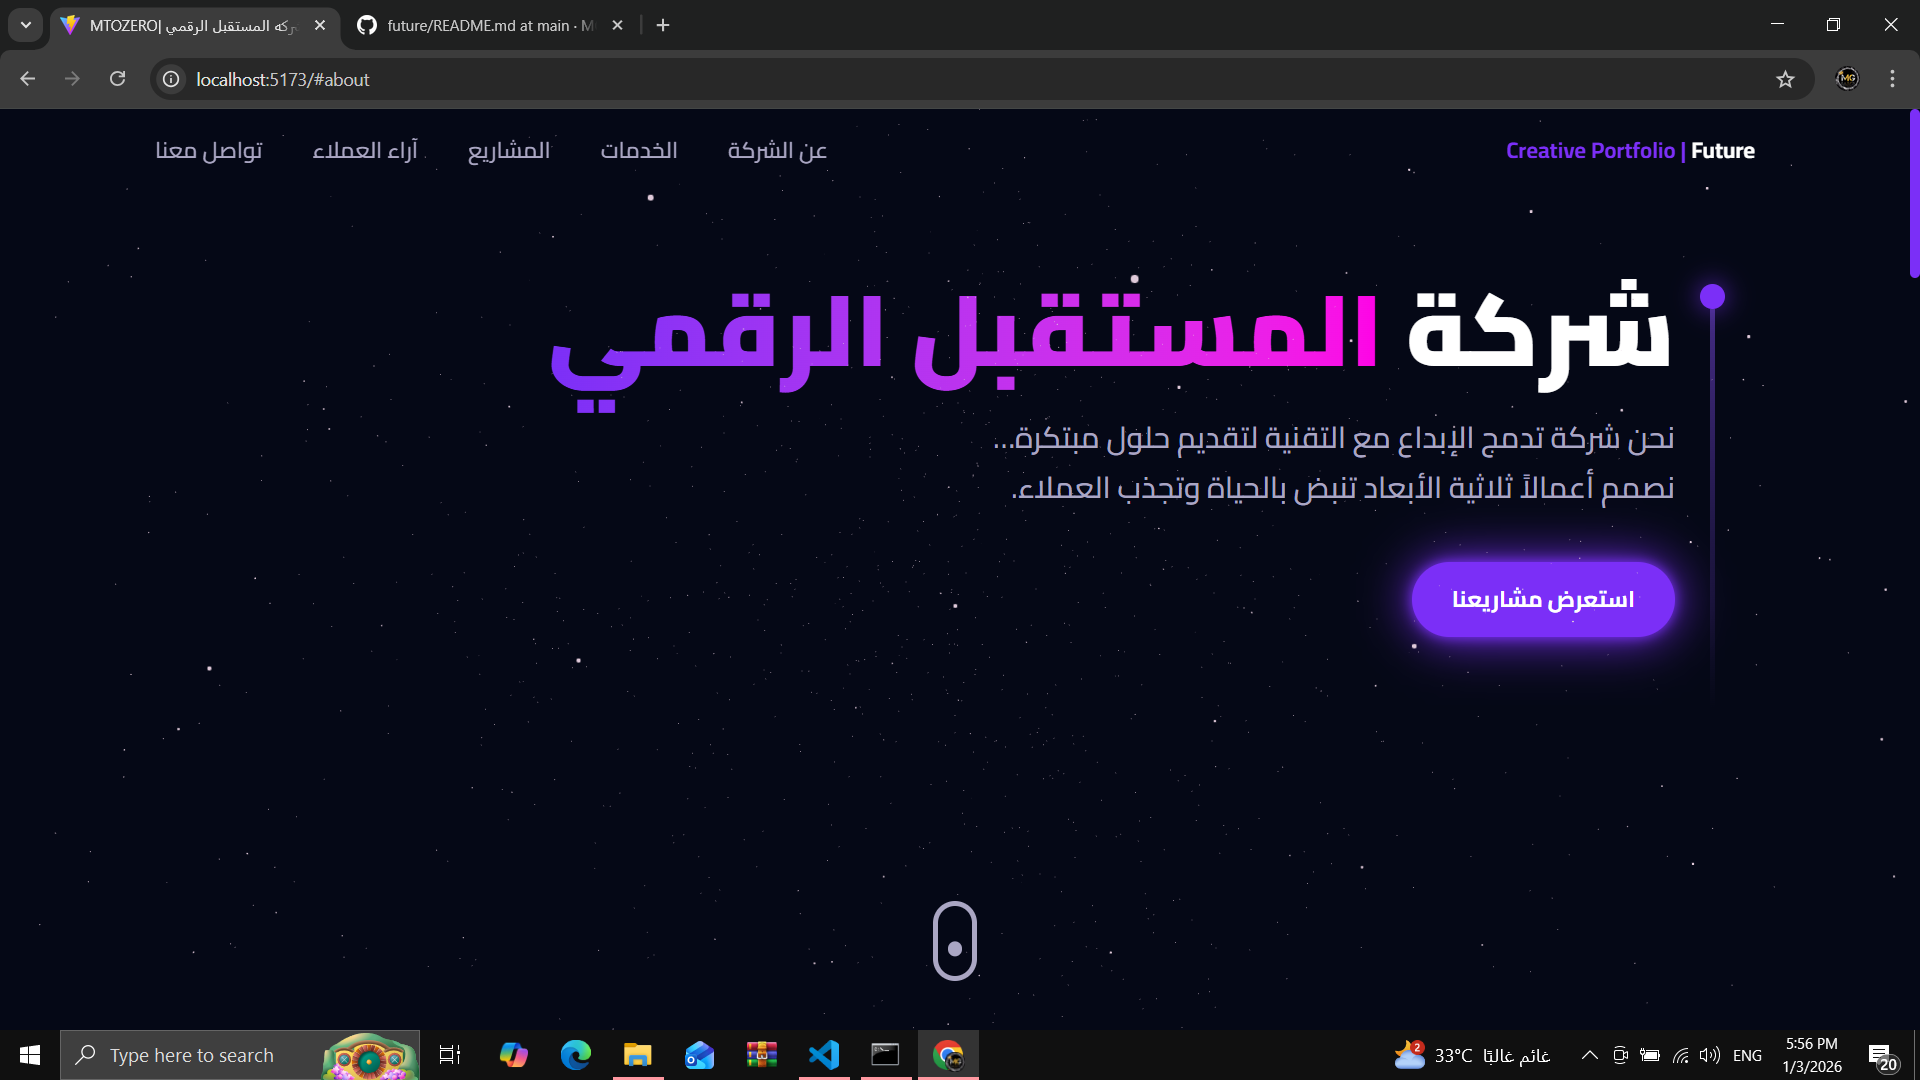 MTOZERO| شركه المستقبل الرقمي
future/README.md at main · M
localhost:5173/#about
Creative Portfolio | Future
عن الشركة
الخدمات
المشاريع
آراء العملاء
تواصل معنا
شركة المستقبل الرقمي
نحن شركة تدمج الإبداع مع التقنية لتقديم حلول مبتكرة...
نصمم أعمالاً ثلاثية الأبعاد تنبض بالحياة وتجذب العملاء.
استعرض مشاريعنا
Type here to search
2
33°C غائم غالبًا
ENG
5:56 PM
1/3/2026
20